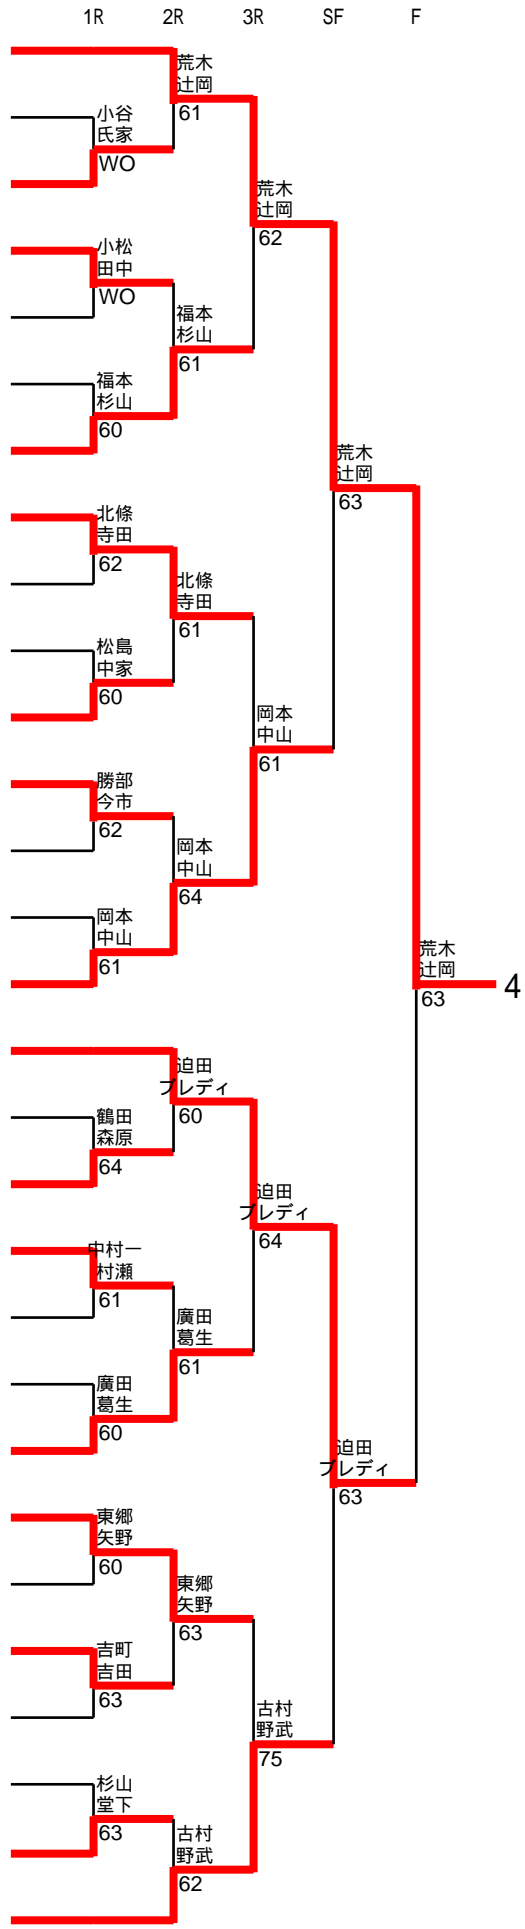 1R 2R 3R SF F
荒木
辻岡
61
小谷
氏家
WO
荒木
辻岡
62
小松
田中
WO
福本
杉山
61
福本
杉山
60
荒木
辻岡
63
北條
寺田
62
北條
寺田
61
松島
中家
60
岡本
中山
61
勝部
今市
62
岡本
中山
64
岡本
中山
61
荒木
辻岡
63
4
迫田
ブレディ
60
鶴田
森原
64
迫田
ブレディ
64
中村一
村瀬
61
廣田
葛生
61
廣田
葛生
60
迫田
ブレディ
63
東郷
矢野
60
東郷
矢野
63
吉町
吉田
63
古村
野武
75
杉山
堂下
63
古村
野武
62